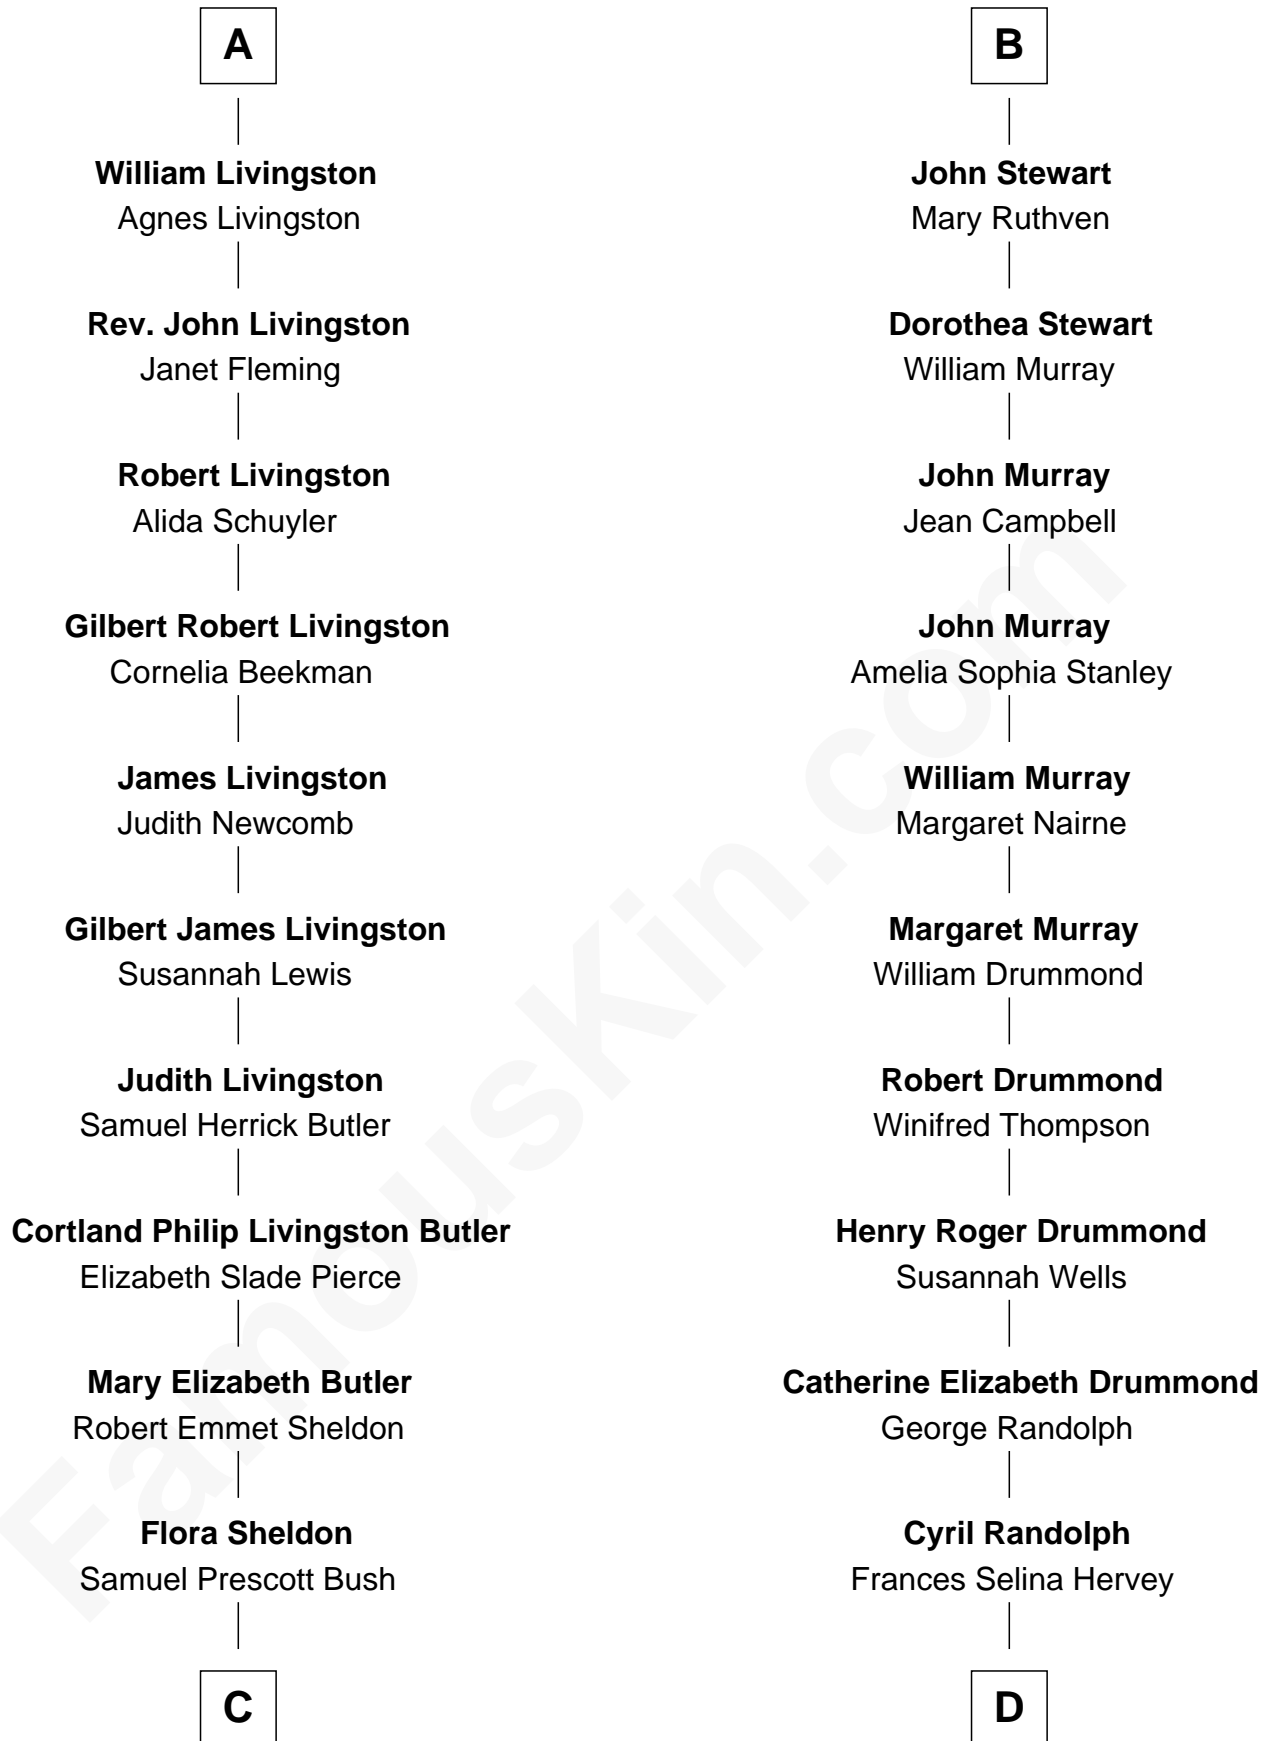 A
William Livingston
Agnes Livingston
Rev. John Livingston
Janet Fleming
Robert Livingston
Alida Schuyler
Gilbert Robert Livingston
Cornelia Beekman
James Livingston
Judith Newcomb
Gilbert James Livingston
Susannah Lewis
Judith Livingston
Samuel Herrick Butler
Cortland Philip Livingston Butler
Elizabeth Slade Pierce
Mary Elizabeth Butler
Robert Emmet Sheldon
Flora Sheldon
Samuel Prescott Bush
C
B
John Stewart
Mary Ruthven
Dorothea Stewart
William Murray
John Murray
Jean Campbell
John Murray
Amelia Sophia Stanley
William Murray
Margaret Nairne
Margaret Murray
William Drummond
Robert Drummond
Winifred Thompson
Henry Roger Drummond
Susannah Wells
Catherine Elizabeth Drummond
George Randolph
Cyril Randolph
Frances Selina Hervey
D
FamousKin.com